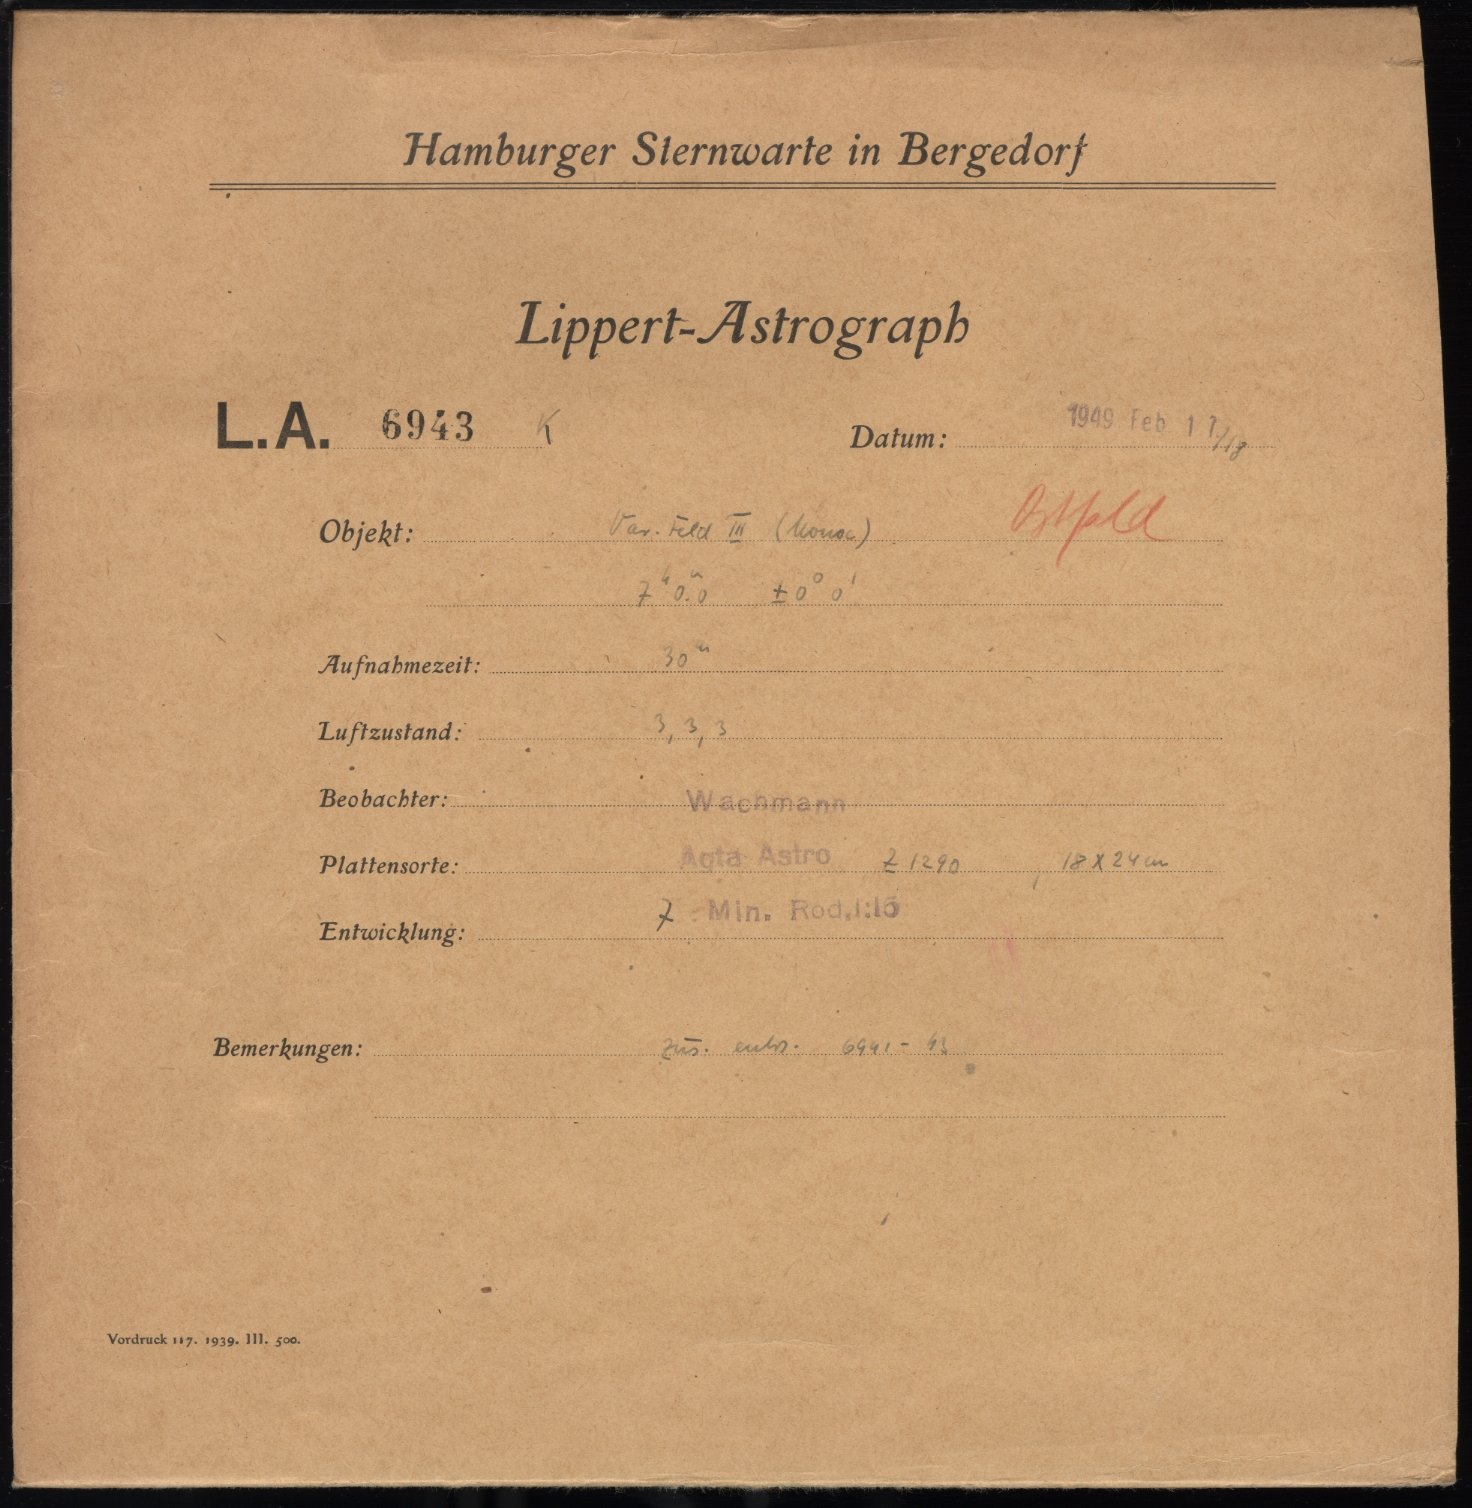 Hamburger Sternwarte in Bergedorf
Lippert-Astrograph
L.A. 6943 K Datum: 1949 Feb 17/18
Objekt: Var. Feld III (Monoc) Ostfeld
7ʰ 0ᵐ.0 ±0° 0'
Aufnahmezeit: 30ᵐ
Luftzustand: 3, 3, 3
Beobachter: Wachmann
Plattensorte: Agfa Astro Z 1290, 18 X 24 cm
Entwicklung: 7 Min. Rod. 1:15
Bemerkungen: zus. entw. 6941 - 43
Vordruck 117. 1939. III. 500.